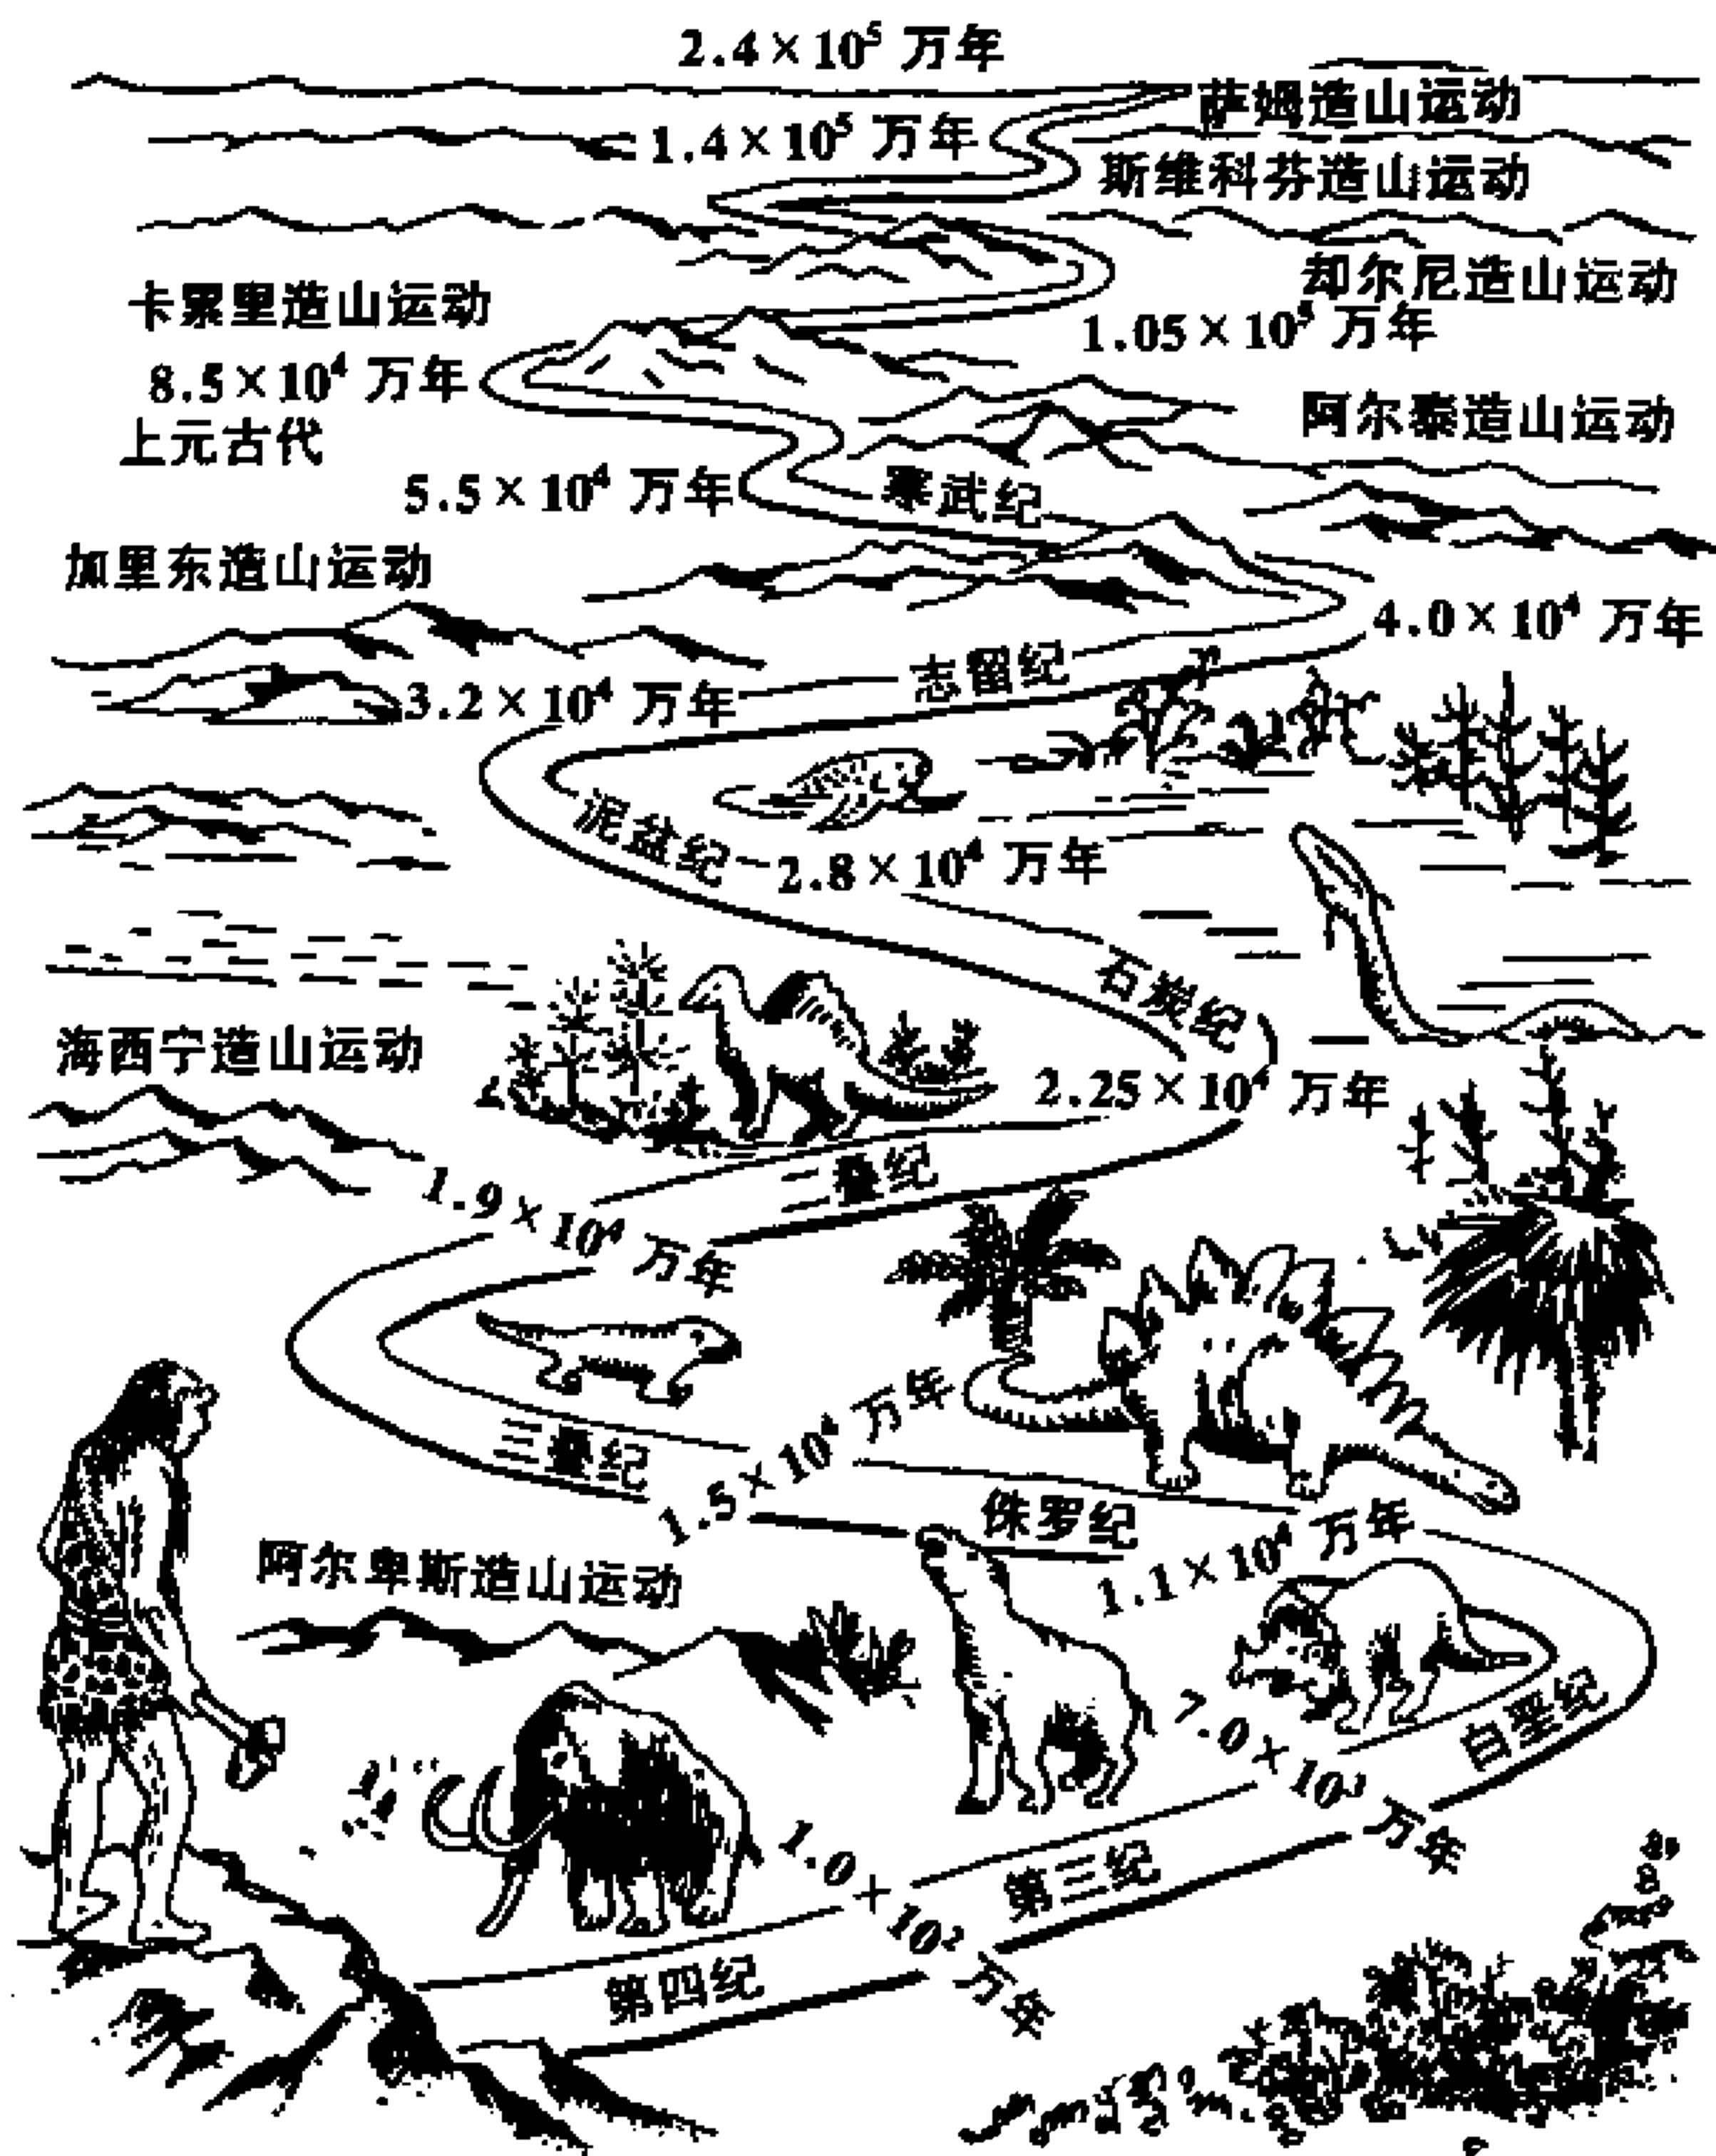 2.4×10⁵ 万年
萨姆造山运动
1.4×10⁵ 万年
斯维科芬造山运动
却尔尼造山运动
卡累里造山运动
1.05×10⁵ 万年
8.5×10⁴ 万年
阿尔泰造山运动
上元古代
5.5×10⁴ 万年
寒武纪
加里东造山运动
4.0×10⁴ 万年
志留纪
3.2×10⁴ 万年
泥盆纪
2.8×10⁴ 万年
石炭纪
海西宁造山运动
2.25×10⁴ 万年
二叠纪
1.9×10⁴ 万年
三叠纪
1.5×10⁴ 万年
侏罗纪
1.1×10⁴ 万年
阿尔卑斯造山运动
白垩纪
7.0×10³ 万年
第三纪
1.0×10² 万年
第四纪